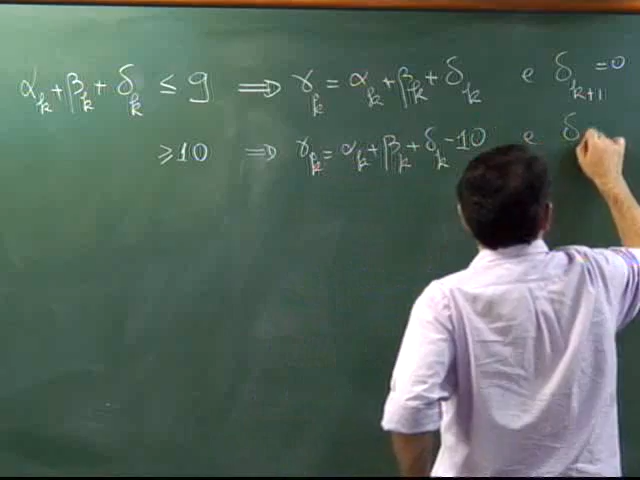 α_k + β_k + δ_k ≤ 9 ⟹ γ_k = α_k + β_k + δ_k e δ_{k+1} = 0
≥ 10 ⟹ γ_k = α_k + β_k + δ_k - 10 e δ